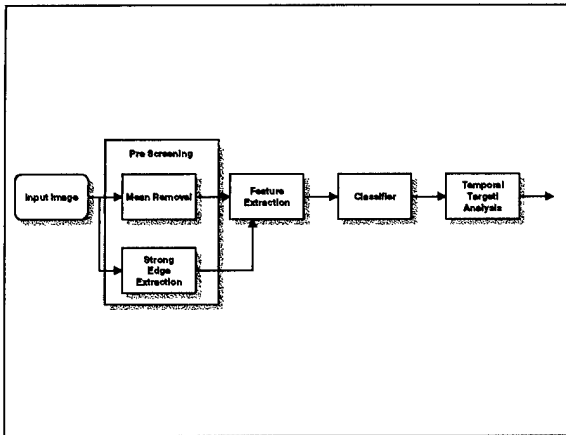 Pre Screening
Input Image
Mean Removal
Feature
Extraction
Classifier
Temporal
Target/
Analysis
Strong
Edge
Extraction